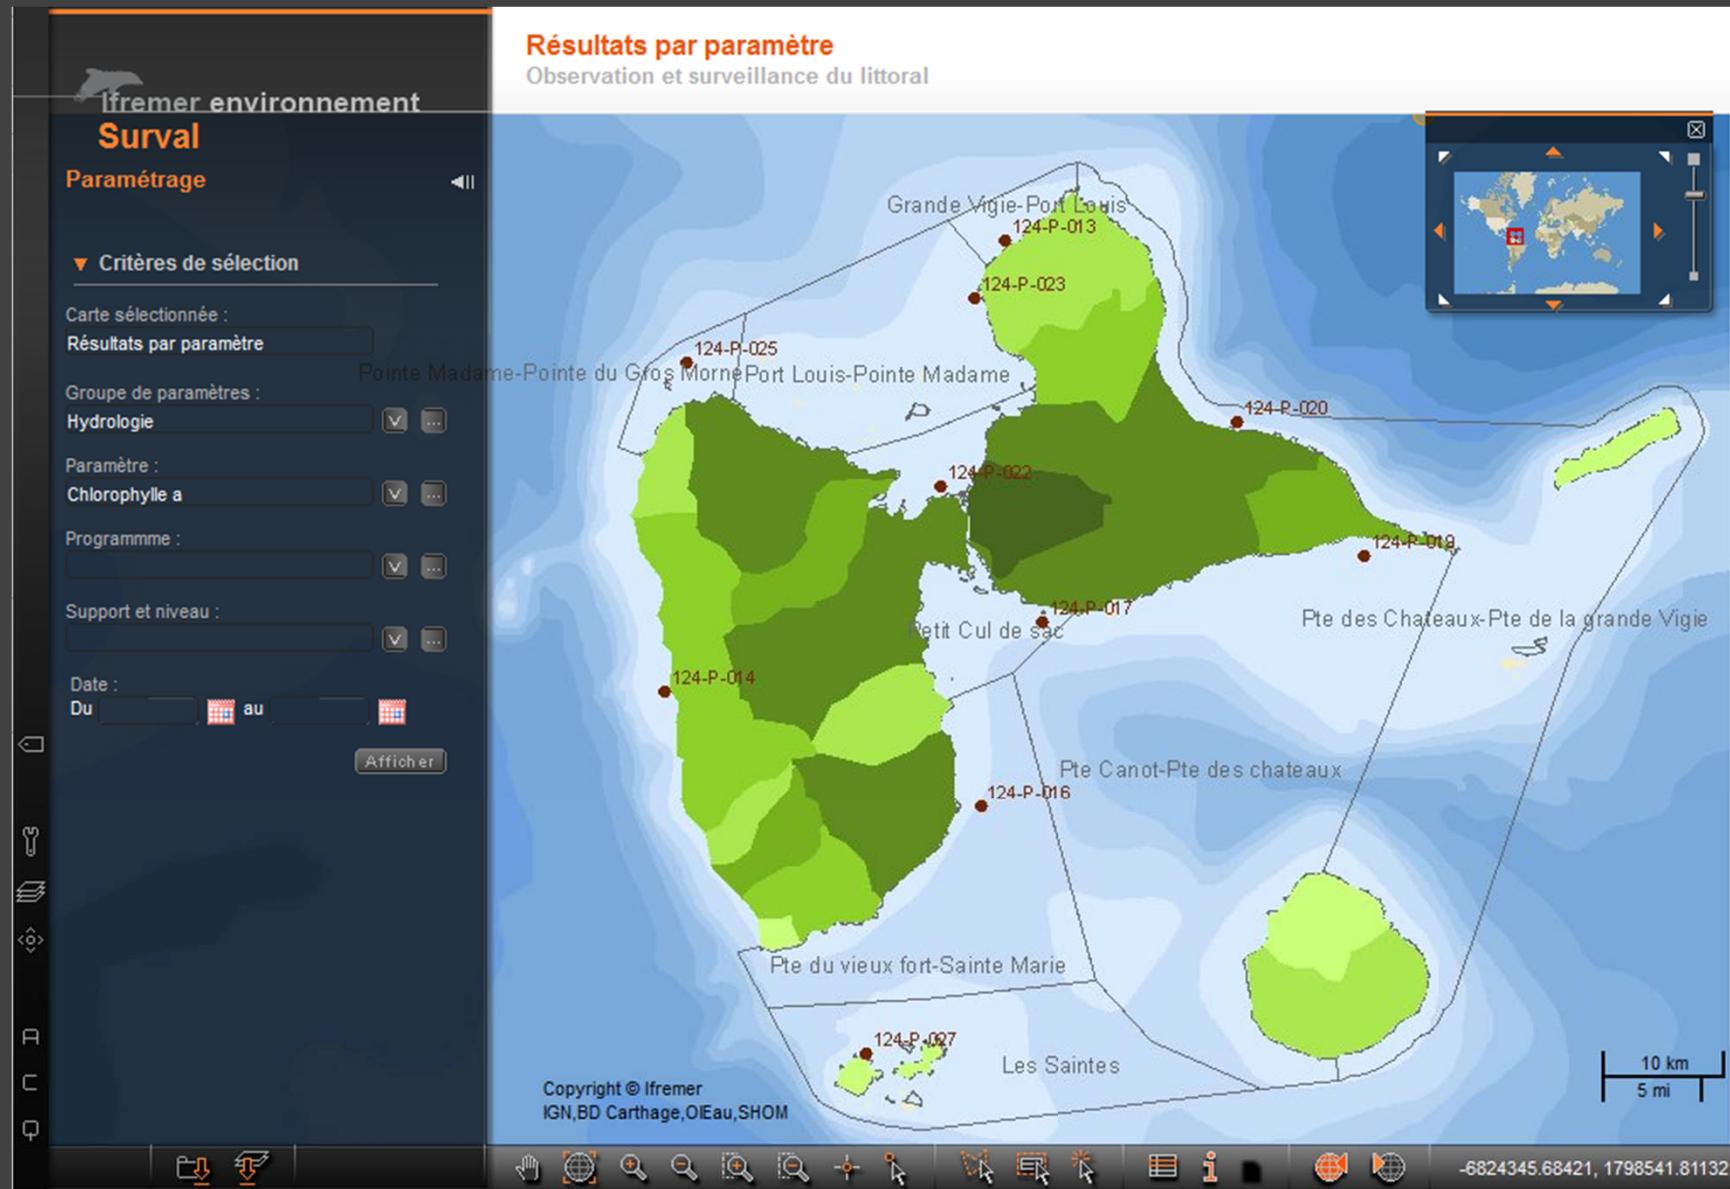 Résultats par paramètre
Observation et surveillance du littoral
Ifremer environnement
Surval
Paramétrage
Critères de sélection
Carte sélectionnée :
Résultats par paramètre
Groupe de paramètres :
Hydrologie
V ...
Paramètre :
Chlorophylle a
V ...
Programmme :
V ...
Support et niveau :
V ...
Date :
Du au
Afficher
Grande Vigie-Port Louis
124-P-013
124-P-023
124-P-025
Pointe Madame-Pointe du Gros Morne
Port Louis-Pointe Madame
124-P-020
124-P-022
124-P-019
124-P-017
Petit Cul de sac
Pte des Chateaux-Pte de la grande Vigie
124-P-014
Pte Canot-Pte des chateaux
124-P-016
Pte du vieux fort-Sainte Marie
124-P-027
Les Saintes
10 km
5 mi
Copyright © Ifremer
IGN,BD Carthage,OIEau,SHOM
-6824345.68421, 1798541.81132